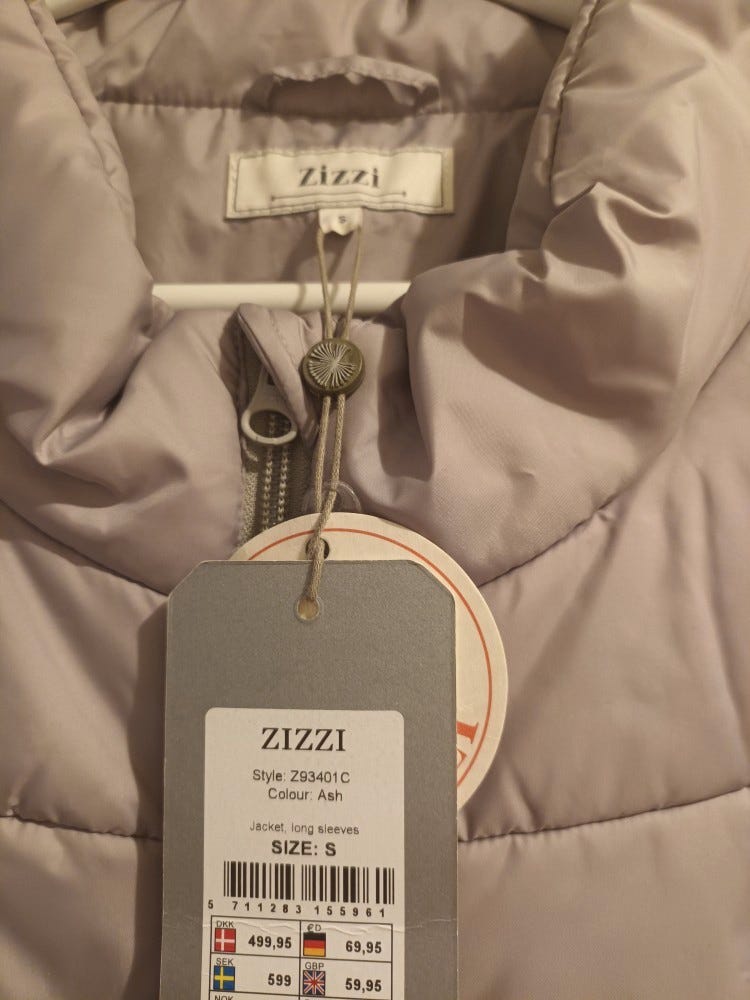 Zizzi
S
ZIZZI
Style: Z93401C
Colour: Ash
Jacket, long sleeves
SIZE: S
5 711283 155961
DKK 499,95 €D 69,95
SEK 599 GBP 59,95